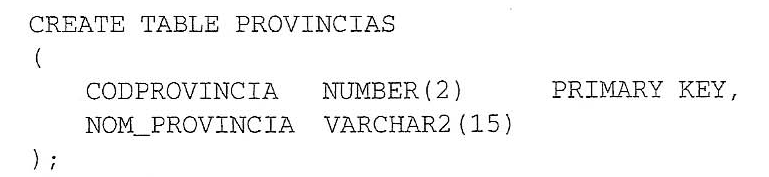 CREATE TABLE PROVINCIAS
(
CODPROVINCIA NUMBER(2) PRIMARY KEY,
NOM_PROVINCIA VARCHAR2(15)
);